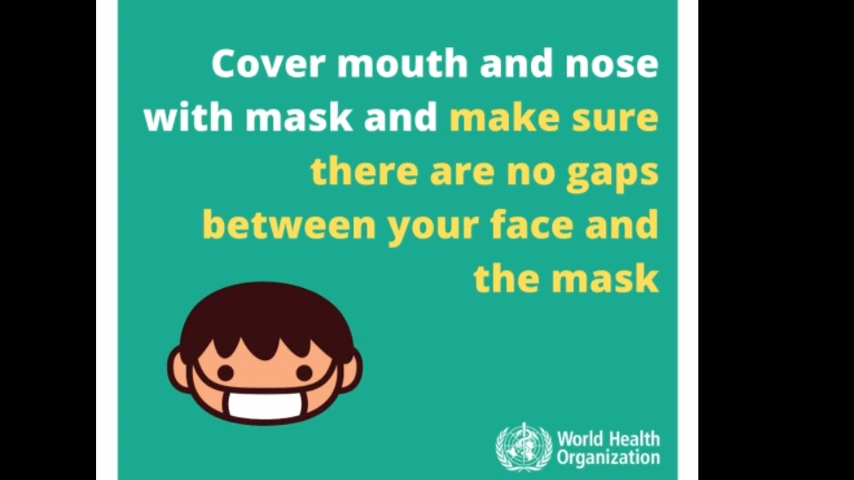 Cover mouth and nose
with mask and make sure
there are no gaps
between your face and
the mask
World Health
Organization